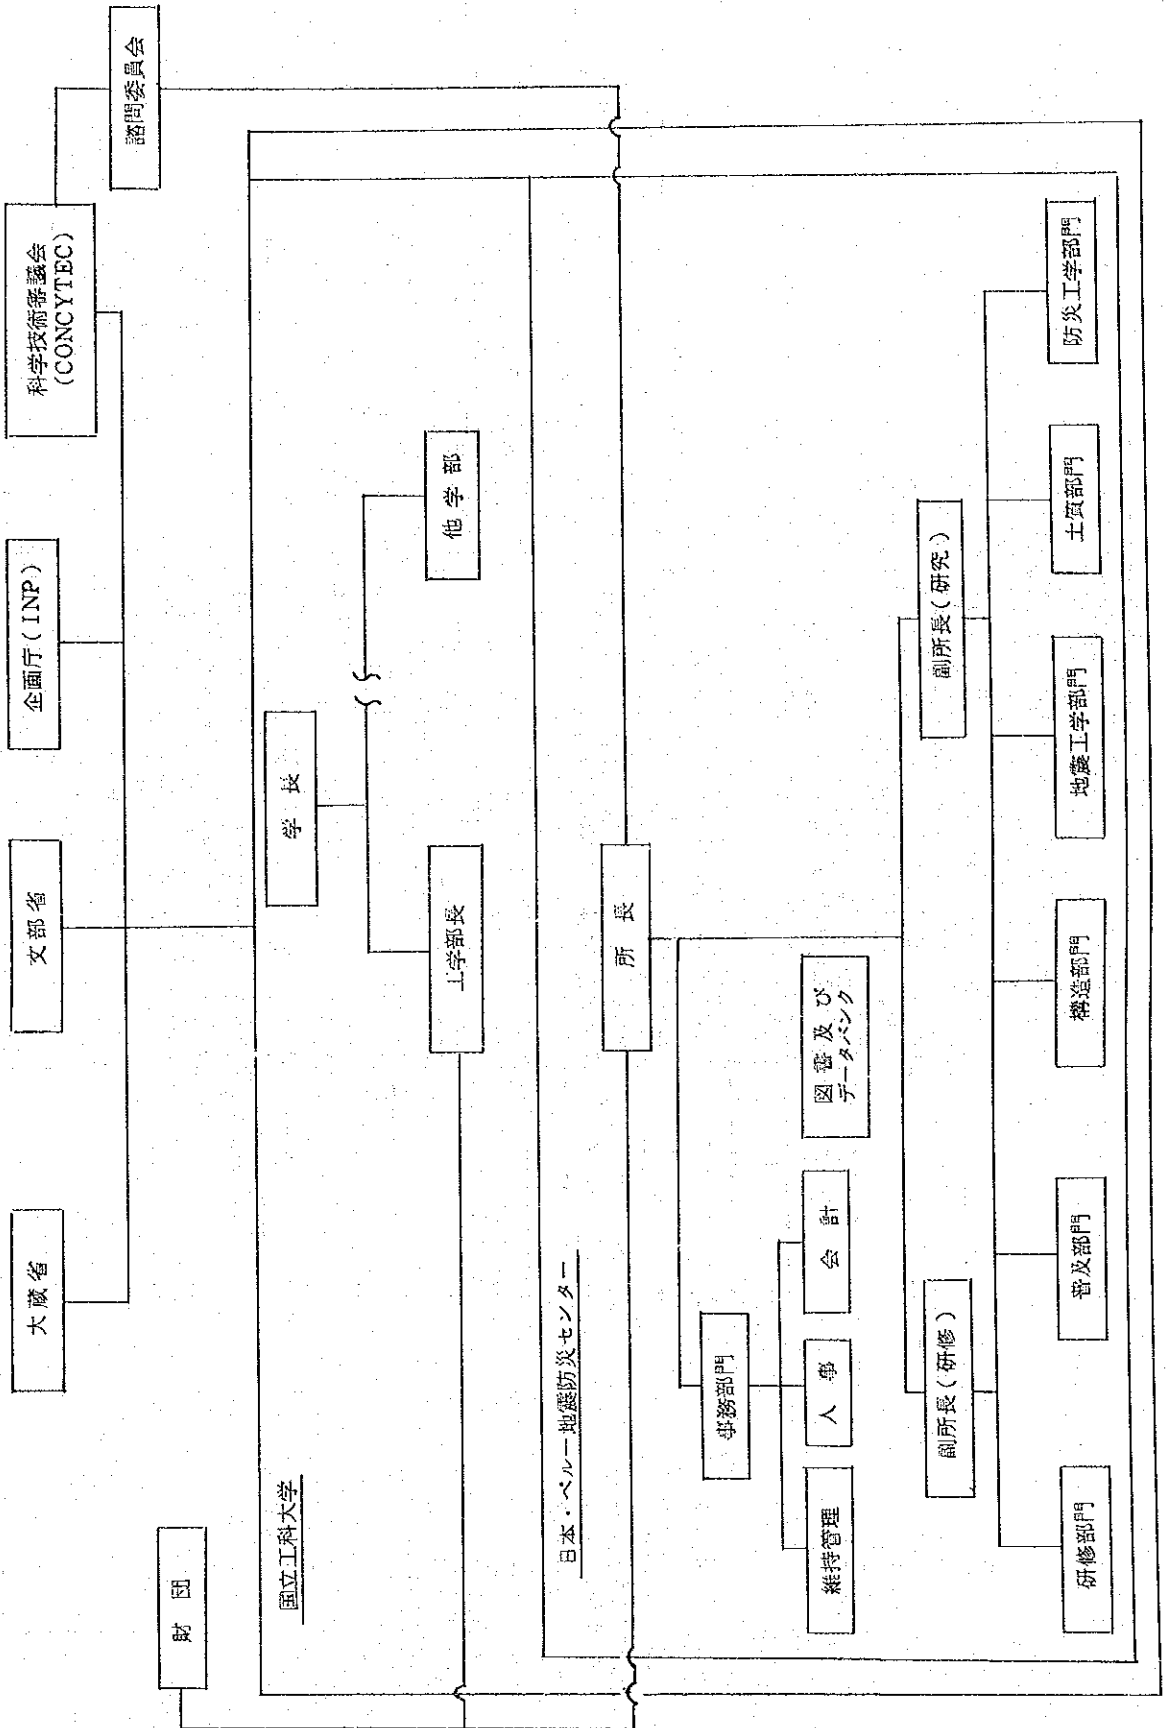 財団
大蔵省
文部省
企画庁(INP)
科学技術審議会
(CONCYTEC)
諮問委員会
国立工科大学
学長
工学部長
他学部
日本・ペルー地震防災センター
所長
事務部門
維持管理
人事
会計
図書及び
データバンク
副所長(研修)
副所長(研究)
研修部門
普及部門
構造部門
地震工学部門
土質部門
防災工学部門